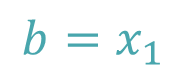 b = x₁